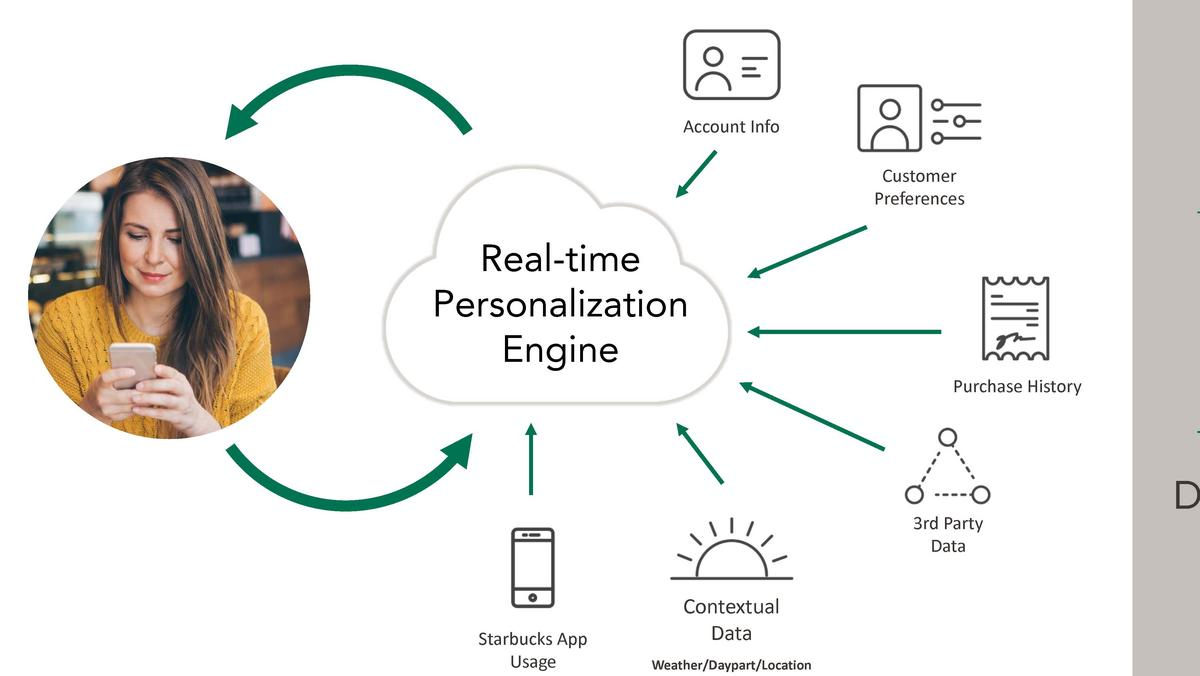 Account Info
Customer
Preferences
Real-time
Personalization
Engine
Purchase History
3rd Party
Data
Contextual
Data
Weather/Daypart/Location
Starbucks App
Usage
D